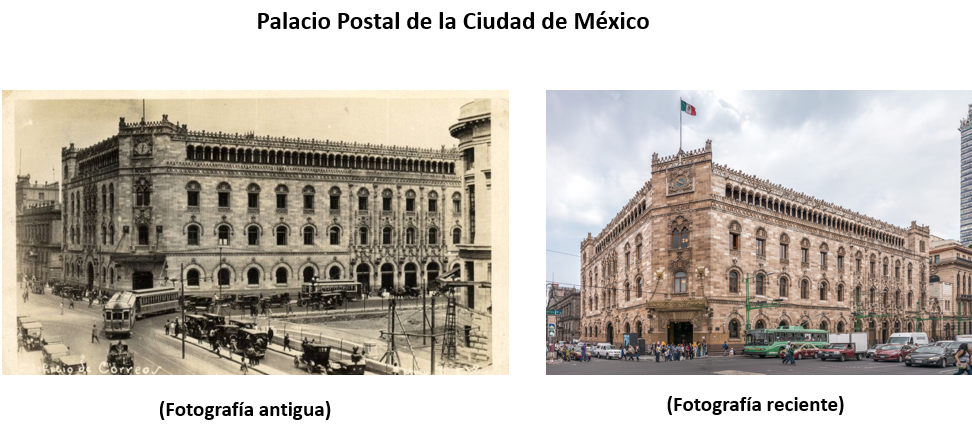 Palacio Postal de la Ciudad de México
de Correos
(Fotografía antigua)
(Fotografía reciente)